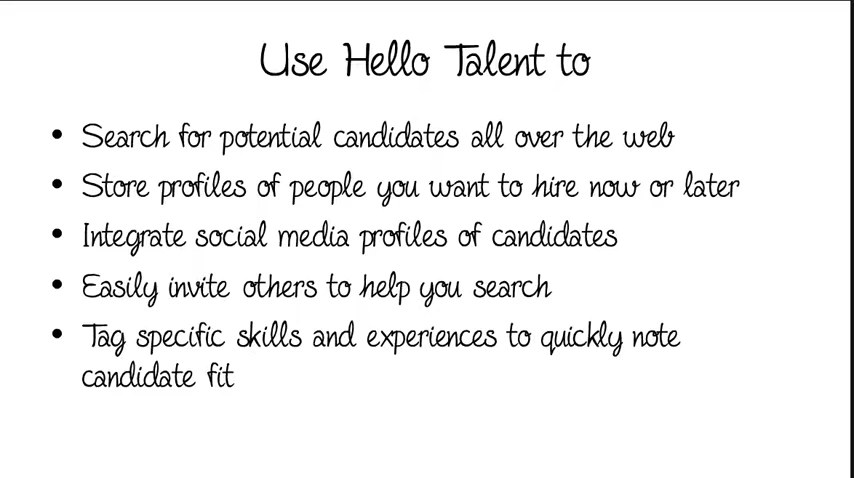 Use Hello Talent to
• Search for potential candidates all over the web
• Store profiles of people you want to hire now or later
• Integrate social media profiles of candidates
• Easily invite others to help you search
• Tag specific skills and experiences to quickly note
candidate fit